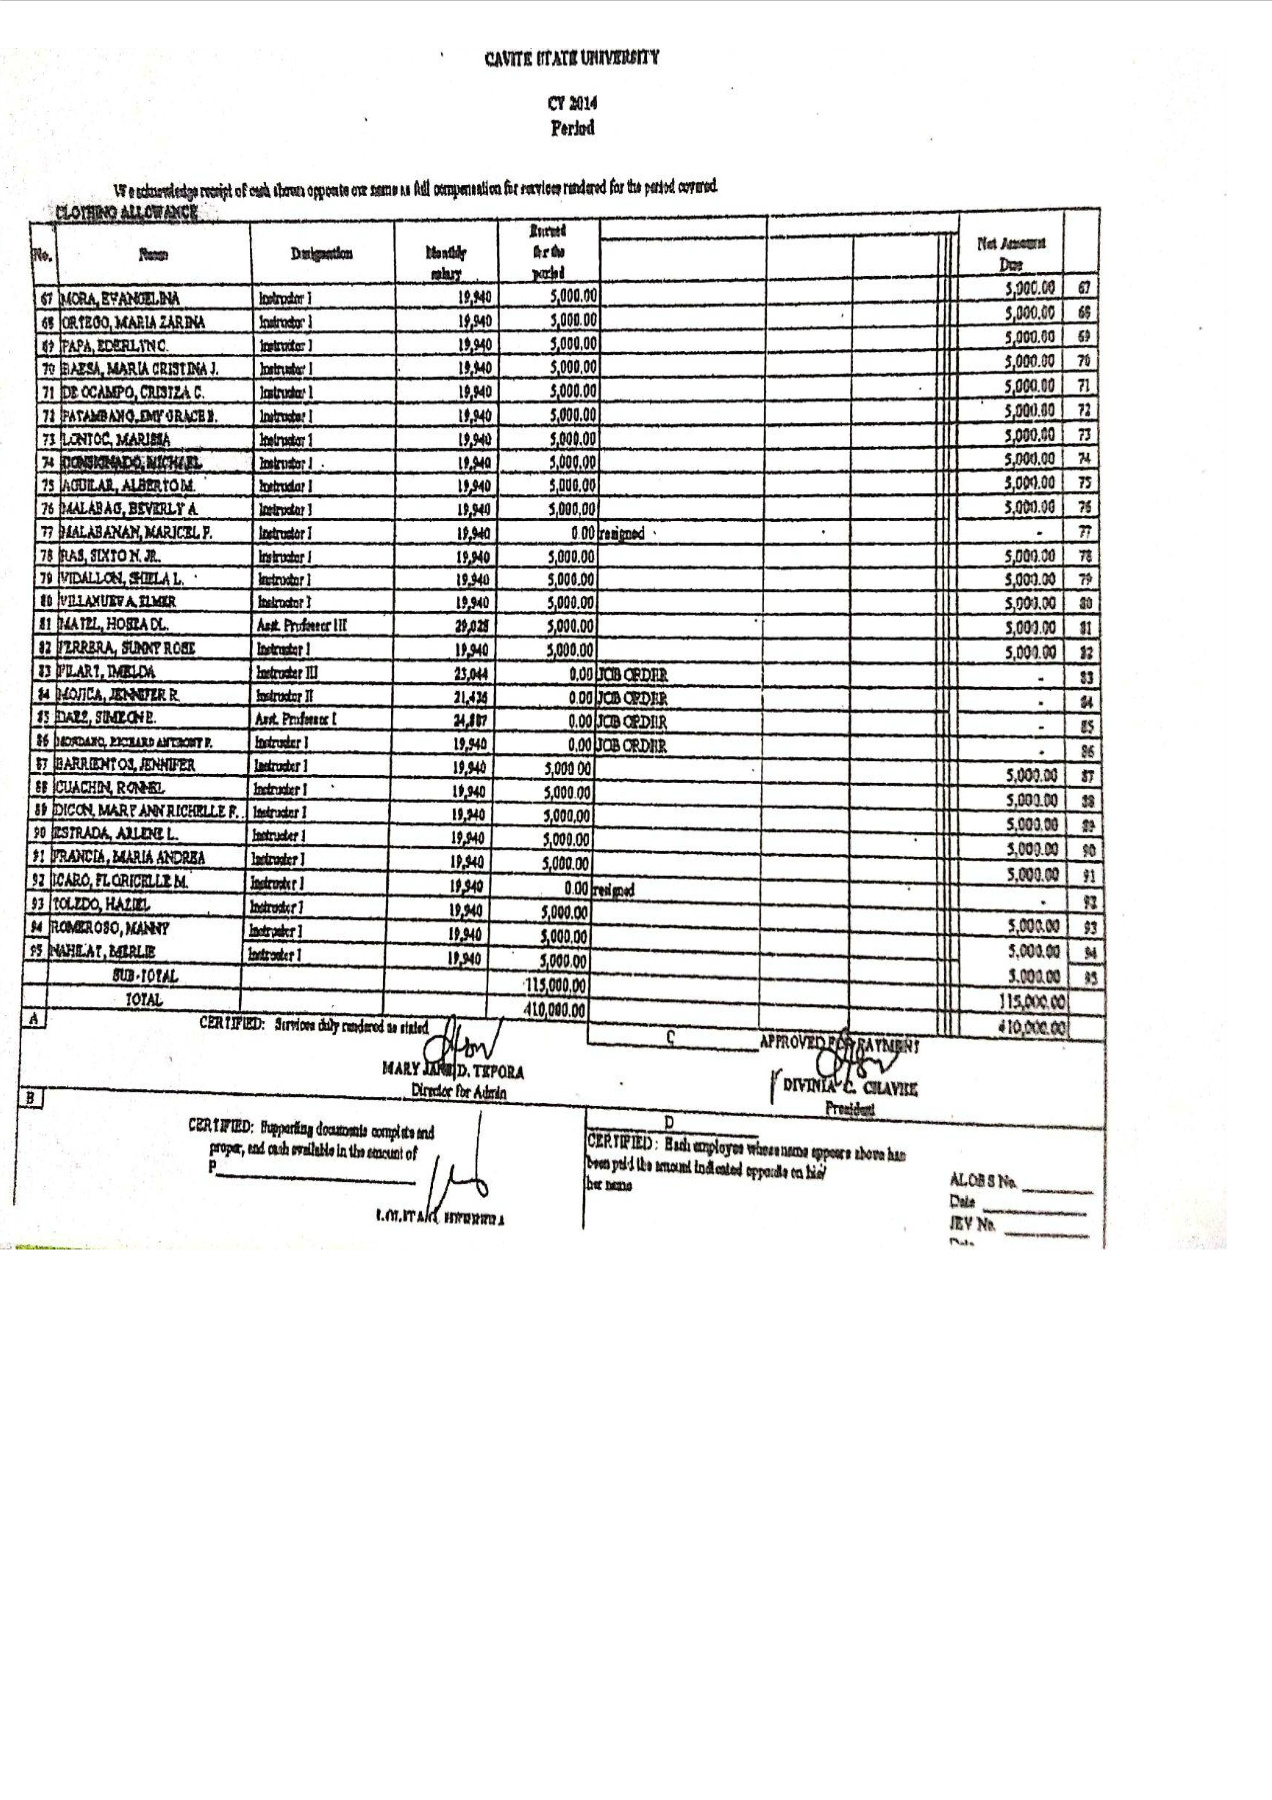 CAVITE STATE UNIVERSITY
CY 2014
Period
We acknowledge receipt of cash shown opposite our name as full compensation for services rendered for the period covered.
CLOTHING ALLOWANCE
No. Name Designation Monthly salary Earned for the period Net Amount Due
67 MORA, EVANGELINA Instructor I 19,940 5,000.00 5,000.00 67
68 ORTEGO, MARIA ZARINA Instructor I 19,940 5,000.00 5,000.00 68
69 PAPA, EDERLYN C. Instructor I 19,940 5,000.00 5,000.00 69
70 BAESA, MARIA CRISTINA J. Instructor I 19,940 5,000.00 5,000.00 70
71 DE OCAMPO, CRISTZA C. Instructor I 19,940 5,000.00 5,000.00 71
72 PATAMBANG, EMY GRACE B. Instructor I 19,940 5,000.00 5,000.00 72
73 LONTOC, MARISSA Instructor I 19,940 5,000.00 5,000.00 73
74 CONSIGNADO, MICHAEL Instructor I 19,940 5,000.00 5,000.00 74
75 AGUILAR, ALBERTO M. Instructor I 19,940 5,000.00 5,000.00 75
76 MALABAG, BEVERLY A. Instructor I 19,940 5,000.00 5,000.00 76
77 MALABANAN, MARICEL P. Instructor I 19,940 0.00 resigned - 77
78 RAS, SIXTO N. JR. Instructor I 19,940 5,000.00 5,000.00 78
79 VIDALLON, SHIELA L. Instructor I 19,940 5,000.00 5,000.00 79
80 VILLANUEVA, ELMER Instructor I 19,940 5,000.00 5,000.00 80
81 MATEL, HOSEA DL. Asst. Professor III 29,028 5,000.00 5,000.00 81
82 FERRERA, SUNNY ROSE Instructor I 19,940 5,000.00 5,000.00 82
83 PILART, IMELDA Instructor III 23,044 0.00 JOB ORDER - 83
84 MOJICA, JENNIFER R. Instructor II 21,436 0.00 JOB ORDER - 84
85 DAEZ, SIMEON E. Asst. Professor I 24,887 0.00 JOB ORDER - 85
86 RICHARD ANTHONY P. Instructor I 19,940 0.00 JOB ORDER - 86
87 BARRIENTOS, JENNIFER Instructor I 19,940 5,000.00 5,000.00 87
88 CUACHIN, RONNEL Instructor I 19,940 5,000.00 5,000.00 88
89 DICON, MARY ANN RICHELLE F. Instructor I 19,940 5,000.00 5,000.00 89
90 ESTRADA, ARLENE L. Instructor I 19,940 5,000.00 5,000.00 90
91 FRANCIA, MARIA ANDREA Instructor I 19,940 5,000.00 5,000.00 91
92 ICARO, FLORICELLE M. Instructor I 19,940 0.00 resigned - 92
93 TOLEDO, HAZIEL Instructor I 19,940 5,000.00 5,000.00 93
94 ROMEROSO, MANNY Instructor I 19,940 5,000.00 5,000.00 94
95 NAHILAT, MERLIE Instructor I 19,940 5,000.00 5,000.00 95
SUB-TOTAL 115,000.00 115,000.00
TOTAL 410,000.00 410,000.00
A CERTIFIED: Services duly rendered as stated
MARY JANE D. TEPORA
Director for Admin
C APPROVED FOR PAYMENT
DIVINIA C. CHAVEZ
President
B CERTIFIED: Supporting documents complete and
proper, and cash available in the amount of
P
LOLITA G. HERRERA
D
CERTIFIED: Each employee whose name appears above has
been paid the amount indicated opposite on his/
her name
ALOBS No.
Date
JEV No.
Date